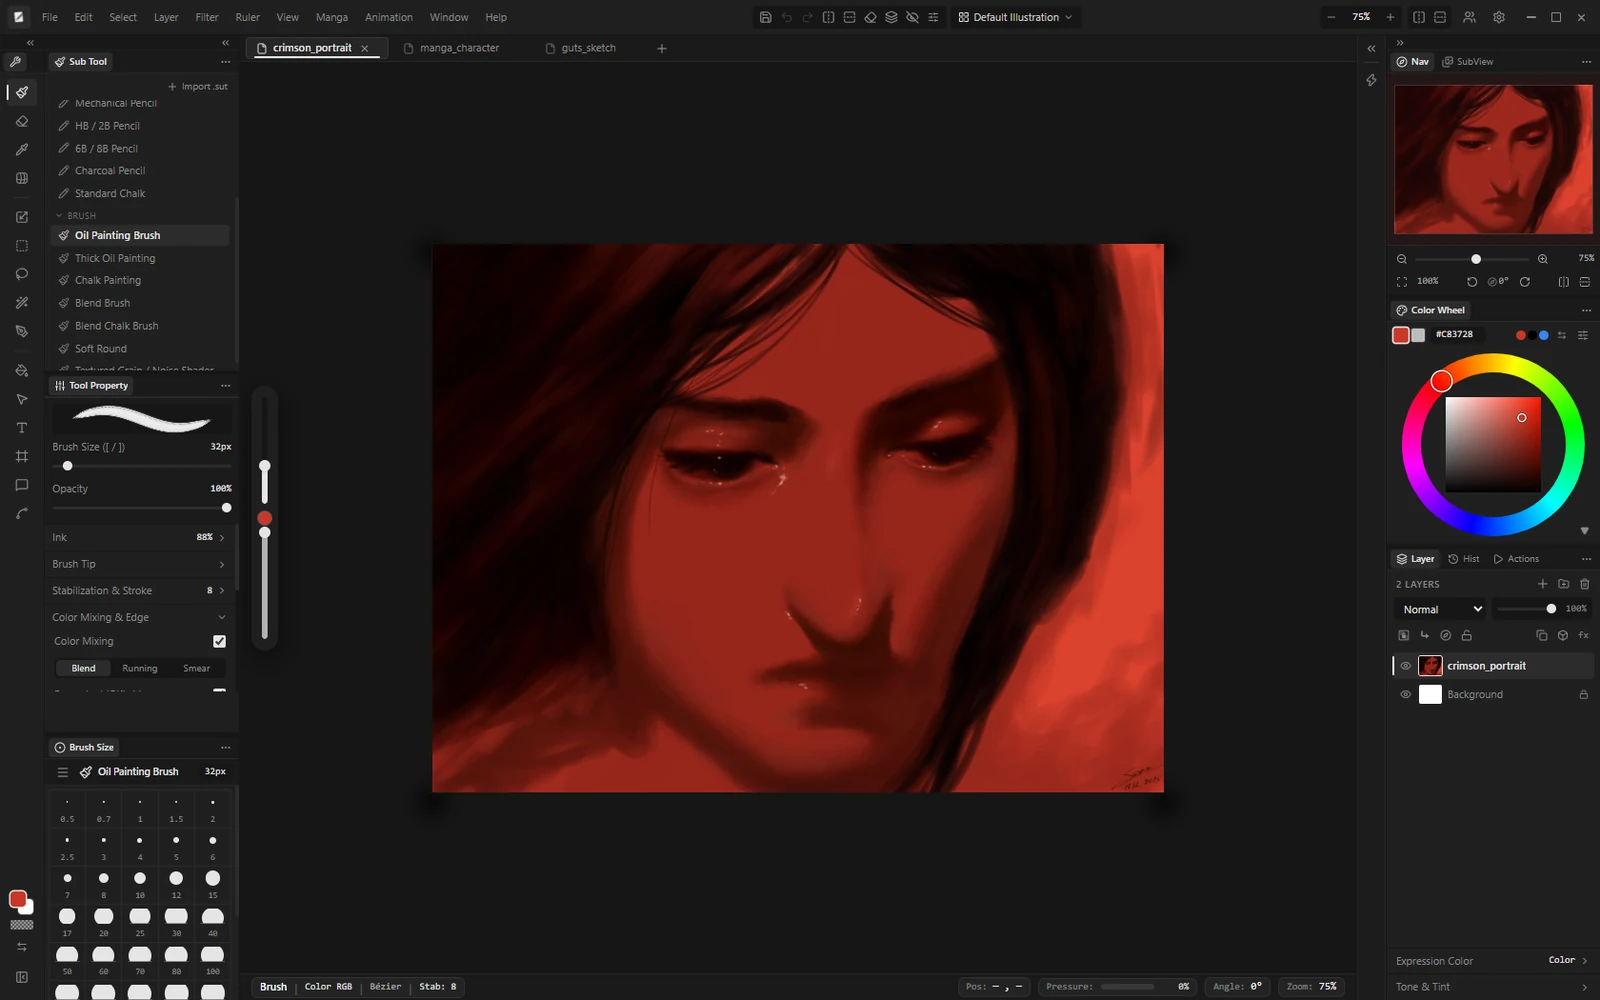 File Edit Select Layer Filter Ruler View Manga Animation Window Help
Default Illustration
75%
crimson_portrait
manga_character
guts_sketch
Sub Tool
Import .sut
Mechanical Pencil
HB / 2B Pencil
6B / 8B Pencil
Charcoal Pencil
Standard Chalk
BRUSH
Oil Painting Brush
Thick Oil Painting
Chalk Painting
Blend Brush
Blend Chalk Brush
Soft Round
Textured Grain / Noise Shader
Tool Property
Brush Size ([ / ]) 32px
Opacity 100%
Ink 88%
Brush Tip
Stabilization & Stroke 8
Color Mixing & Edge
Color Mixing
Blend Running Smear
Brush Size
Oil Painting Brush 32px
0.5 0.7 1 1.5 2
2.5 3 4 5 6
7 8 10 12 15
17 20 25 30 40
50 60 70 80 100
Brush Color RGB Bézier Stab: 8
Pos: — , — Pressure: 0% Angle: 0° Zoom: 75%
Nav SubView
75%
100% 0°
Color Wheel
#C83728
Layer Hist Actions
2 LAYERS
Normal 100%
fx
crimson_portrait
Background
Expression Color Color
Tone & Tint